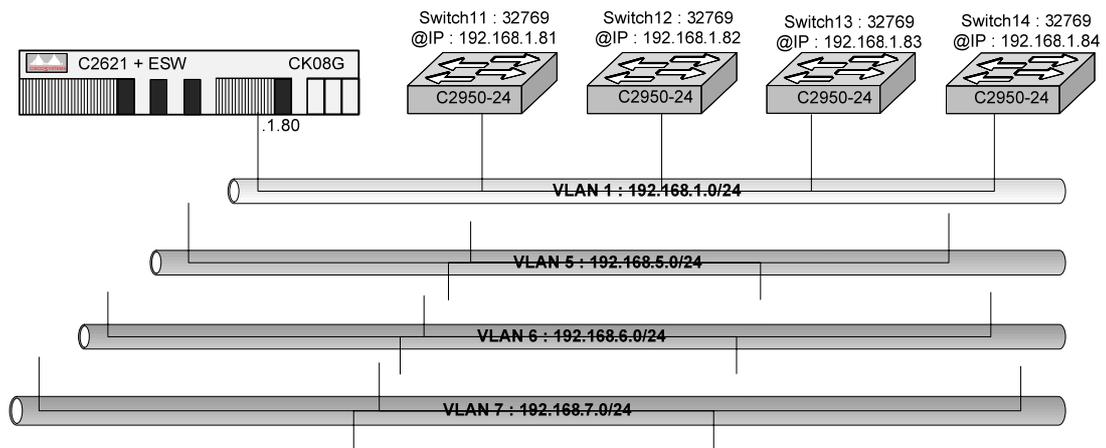 Switch11 : 32769
@IP : 192.168.1.81
Switch12 : 32769
@IP : 192.168.1.82
Switch13 : 32769
@IP : 192.168.1.83
Switch14 : 32769
@IP : 192.168.1.84
C2621 + ESW
CK08G
C2950-24
C2950-24
C2950-24
C2950-24
.1.80
VLAN 1 : 192.168.1.0/24
VLAN 5 : 192.168.5.0/24
VLAN 6 : 192.168.6.0/24
VLAN 7 : 192.168.7.0/24